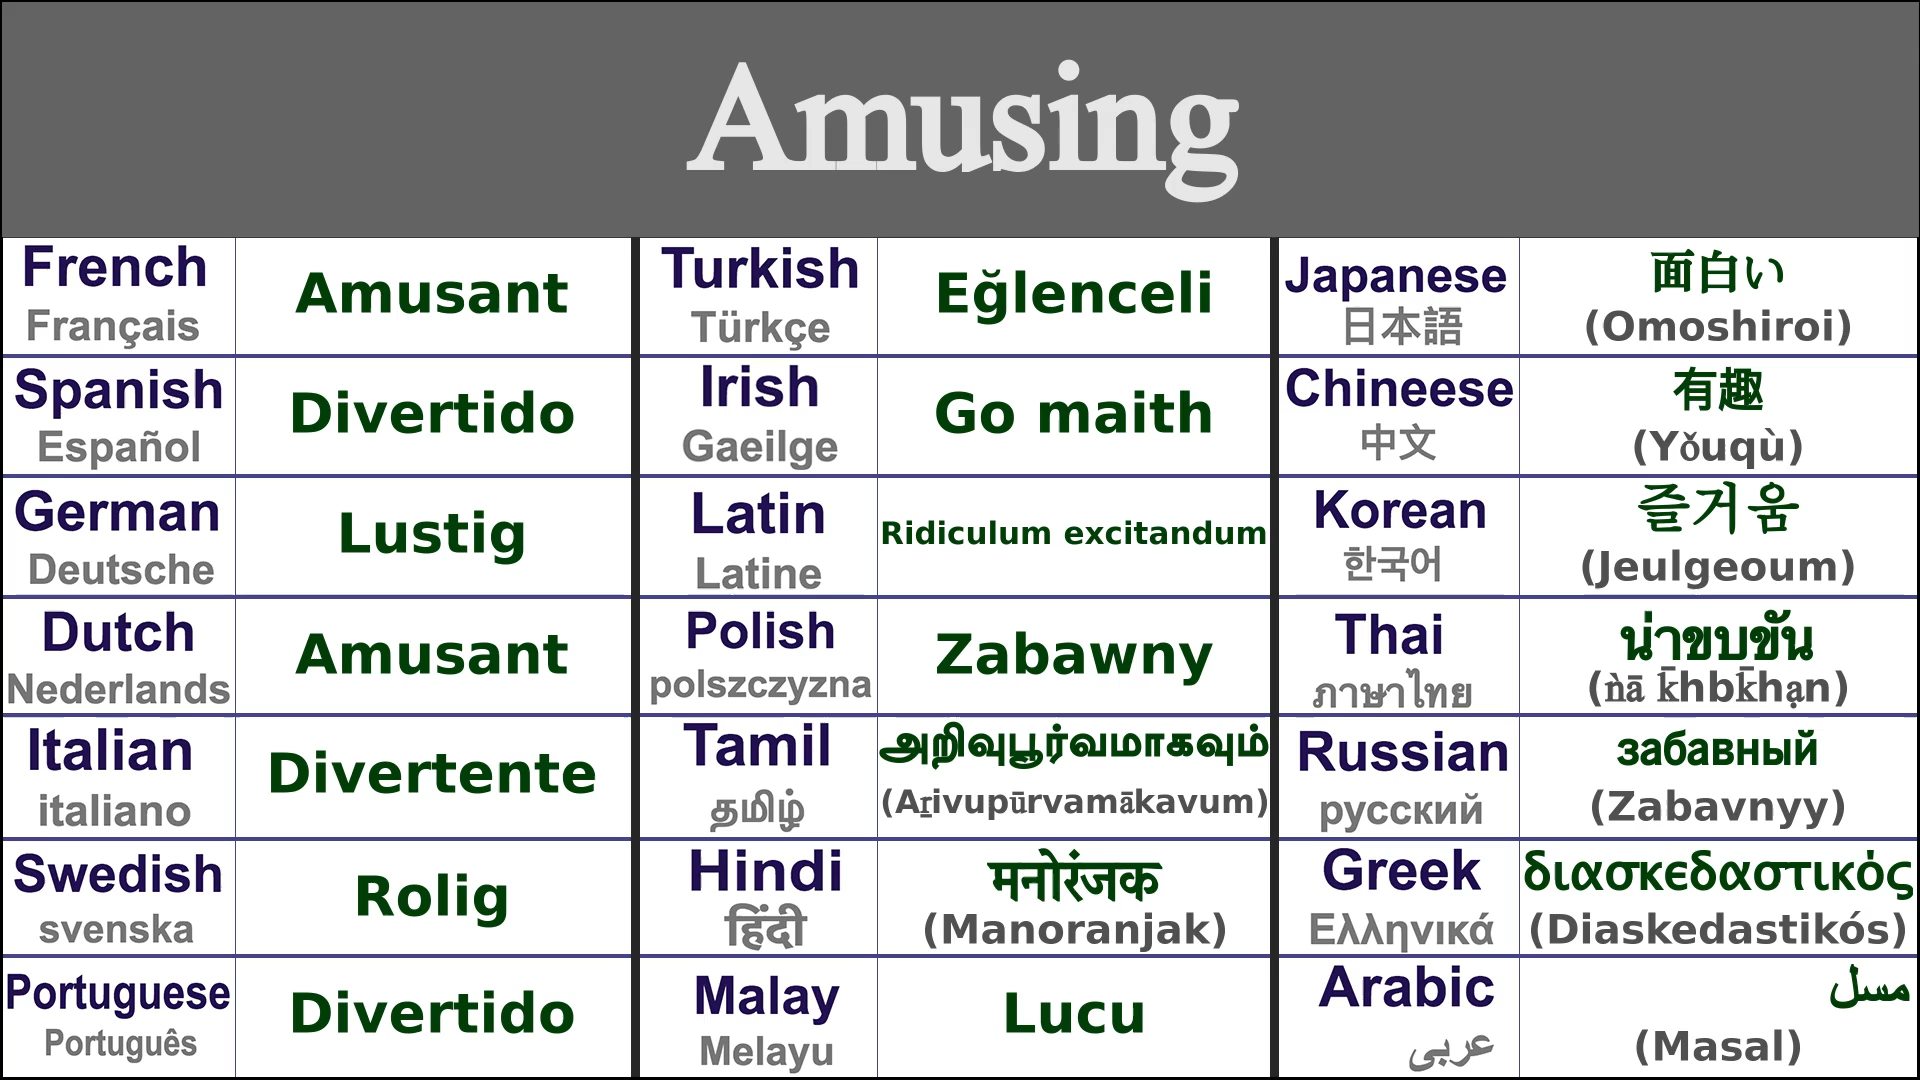 Amusing
French
Français
Amusant
Turkish
Türkçe
Eğlenceli
Japanese
日本語
面白い
(Omoshiroi)
Spanish
Español
Divertido
Irish
Gaeilge
Go maith
Chineese
中文
有趣
(Yǒuqù)
German
Deutsche
Lustig
Latin
Latine
Ridiculum excitandum
Korean
한국어
즐거움
(Jeulgeoum)
Dutch
Nederlands
Amusant
Polish
polszczyzna
Zabawny
Thai
ภาษาไทย
น่าขบขัน
(ǹā k̄hbk̄hạn)
Italian
italiano
Divertente
Tamil
தமிழ்
அறிவுபூர்வமாகவும்
(Aṟivupūrvamākavum)
Russian
русский
забавный
(Zabavnyy)
Swedish
svenska
Rolig
Hindi
हिंदी
मनोरंजक
(Manoranjak)
Greek
Ελληνικά
διασκεδαστικός
(Diaskedastikós)
Portuguese
Português
Divertido
Malay
Melayu
Lucu
Arabic
عربى
مسل
(Masal)